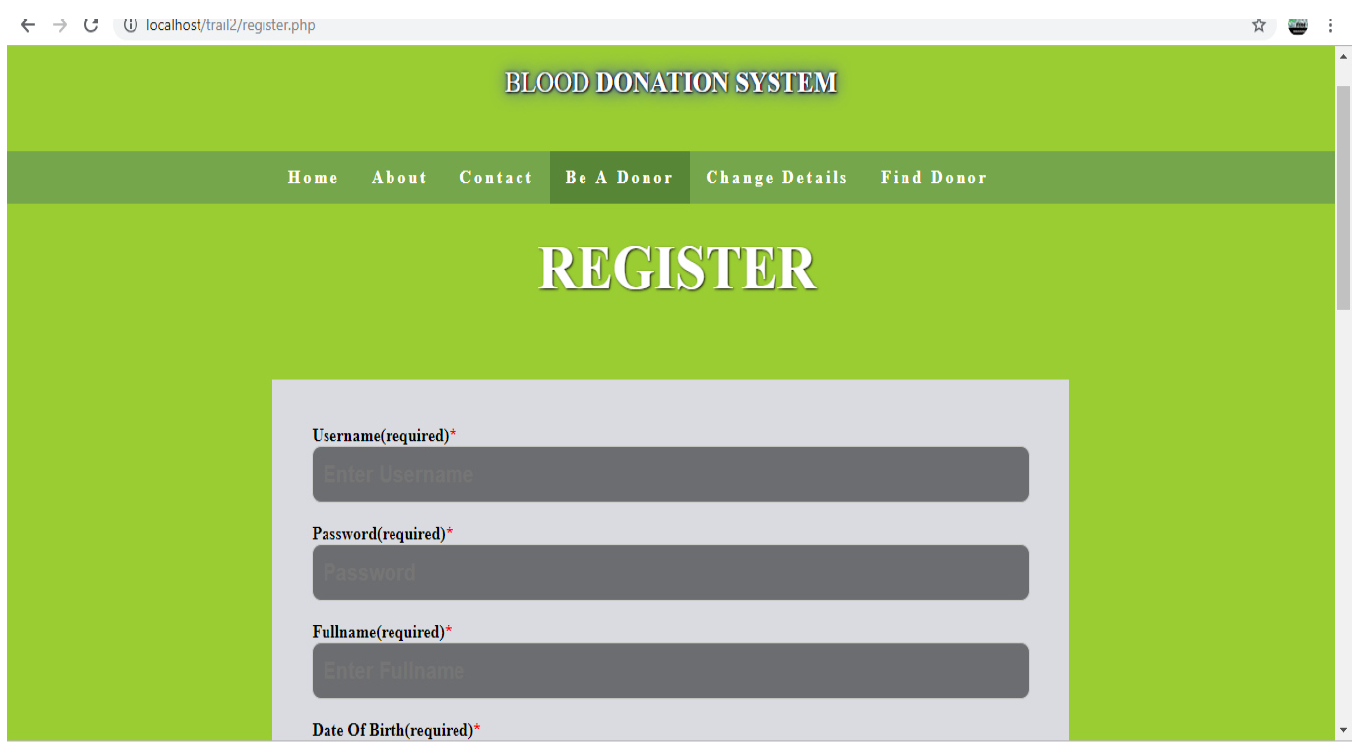 localhost/trail2/register.php
BLOOD DONATION SYSTEM
Home About Contact Be A Donor Change Details Find Donor
REGISTER
Username(required)*
Enter Username
Password(required)*
Password
Fullname(required)*
Enter Fullname
Date Of Birth(required)*